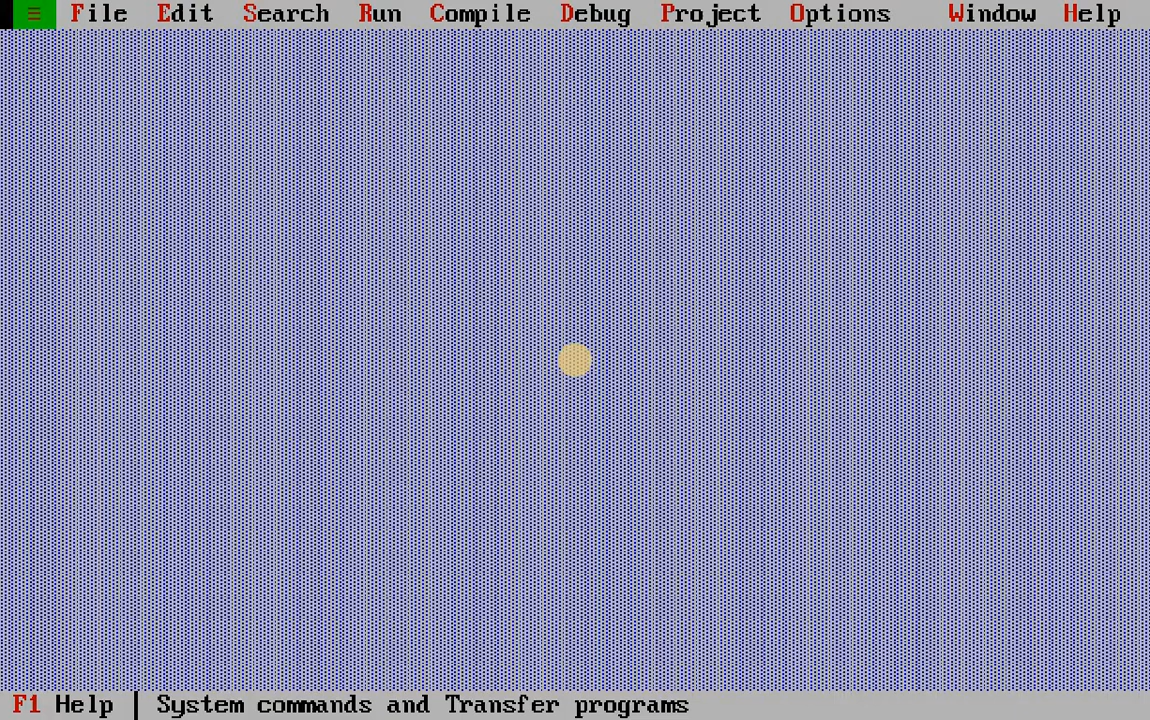 ≡ File Edit Search Run Compile Debug Project Options Window Help
F1 Help | System commands and Transfer programs